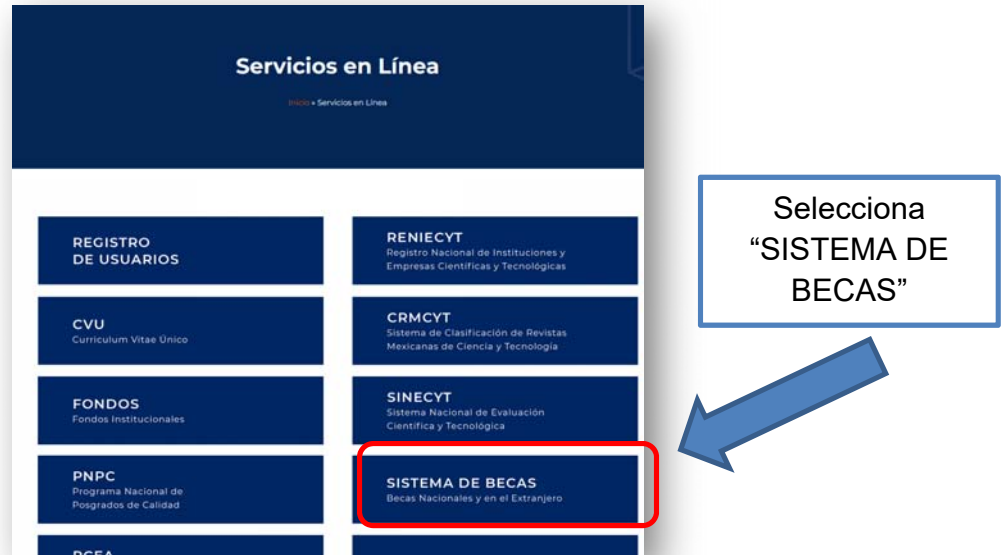 Servicios en Línea
Inicio » Servicios en Línea
REGISTRO
DE USUARIOS
RENIECYT
Registro Nacional de Instituciones y
Empresas Científicas y Tecnológicas
CVU
Curriculum Vitae Único
CRMCYT
Sistema de Clasificación de Revistas
Mexicanas de Ciencia y Tecnología
FONDOS
Fondos Institucionales
SINECYT
Sistema Nacional de Evaluación
Científica y Tecnológica
PNPC
Programa Nacional de
Posgrados de Calidad
SISTEMA DE BECAS
Becas Nacionales y en el Extranjero
Selecciona
“SISTEMA DE
BECAS”